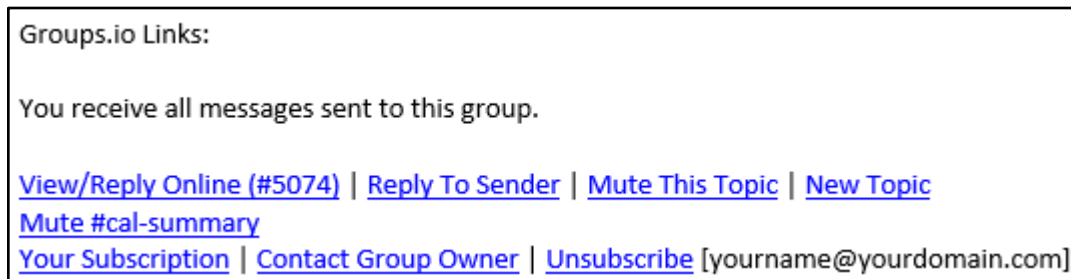 Groups.io Links:
You receive all messages sent to this group.
View/Reply Online (#5074) | Reply To Sender | Mute This Topic | New Topic
Mute #cal-summary
Your Subscription | Contact Group Owner | Unsubscribe [yourname@yourdomain.com]